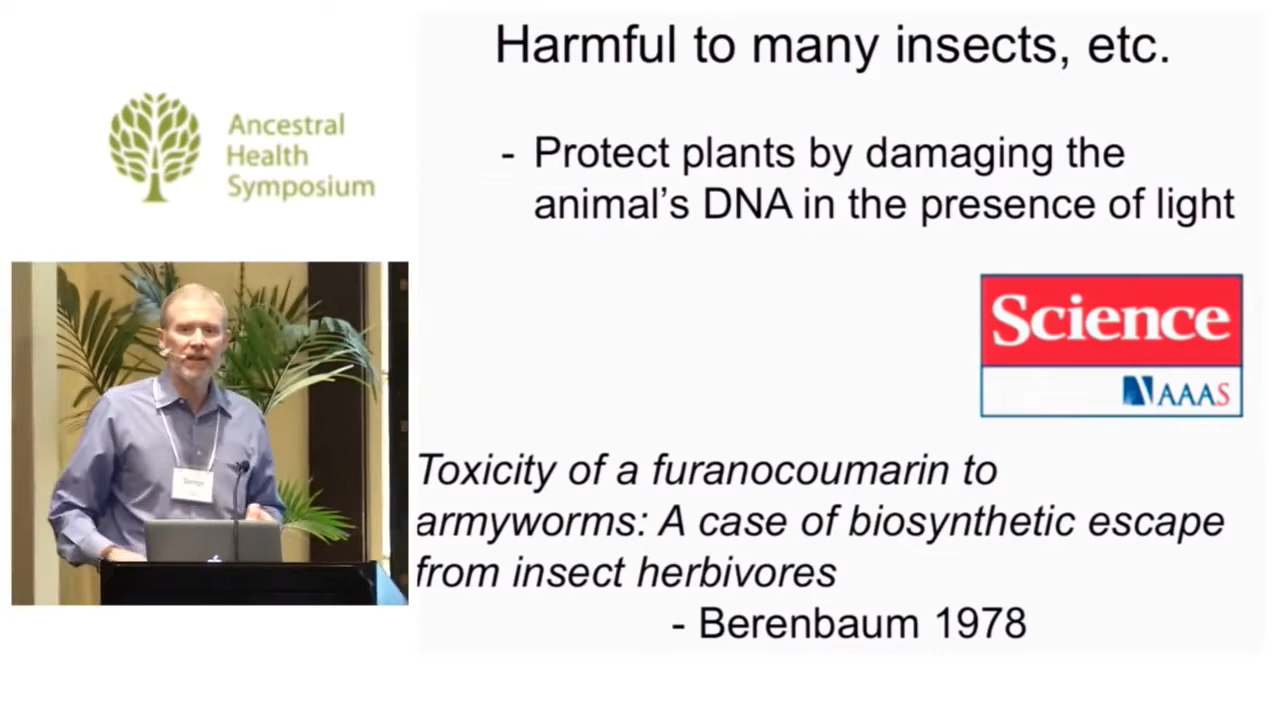 Harmful to many insects, etc.
Ancestral
Health
Symposium
- Protect plants by damaging the
animal's DNA in the presence of light
Science
AAAS
Toxicity of a furanocoumarin to
armyworms: A case of biosynthetic escape
from insect herbivores
- Berenbaum 1978